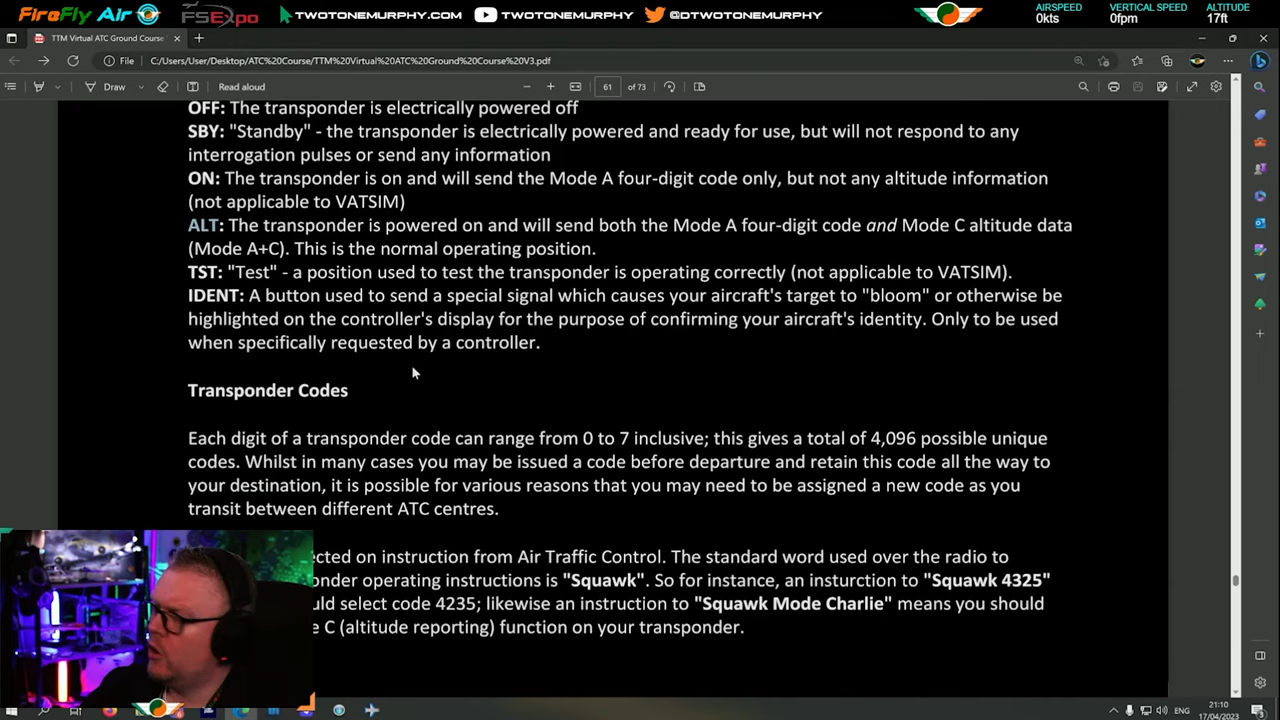 FireFly Air
FSExpo
TWOTONEMURPHY.COM
TWOTONEMURPHY
@DTWOTONEMURPHY
AIRSPEED
0kts
VERTICAL SPEED
0fpm
ALTITUDE
17ft
TTM Virtual ATC Ground Course
File
C:/Users/User/Desktop/ATC%20Course/TTM%20Virtual%20ATC%20Ground%20Course%20V3.pdf
Draw
Read aloud
61 of 73
OFF: The transponder is electrically powered off
SBY: "Standby" - the transponder is electrically powered and ready for use, but will not respond to any
interrogation pulses or send any information
ON: The transponder is on and will send the Mode A four-digit code only, but not any altitude information
(not applicable to VATSIM)
ALT: The transponder is powered on and will send both the Mode A four-digit code and Mode C altitude data
(Mode A+C). This is the normal operating position.
TST: "Test" - a position used to test the transponder is operating correctly (not applicable to VATSIM).
IDENT: A button used to send a special signal which causes your aircraft's target to "bloom" or otherwise be
highlighted on the controller's display for the purpose of confirming your aircraft's identity. Only to be used
when specifically requested by a controller.
Transponder Codes
Each digit of a transponder code can range from 0 to 7 inclusive; this gives a total of 4,096 possible unique
codes. Whilst in many cases you may be issued a code before departure and retain this code all the way to
your destination, it is possible for various reasons that you may need to be assigned a new code as you
transit between different ATC centres.
ected on instruction from Air Traffic Control. The standard word used over the radio to
onder operating instructions is "Squawk". So for instance, an insturction to "Squawk 4325"
uld select code 4235; likewise an instruction to "Squawk Mode Charlie" means you should
e C (altitude reporting) function on your transponder.
ENG
21:10
17/04/2023